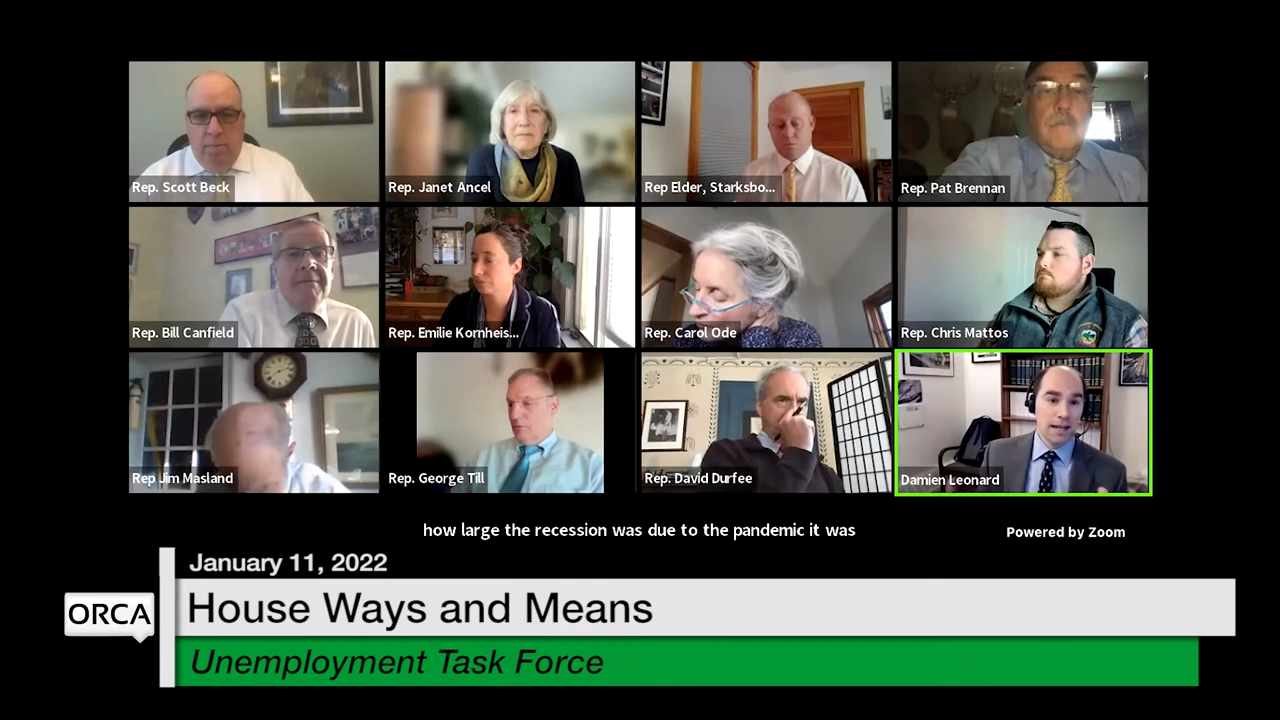 Rep. Scott Beck
Rep. Janet Ancel
Rep Elder, Starksbo...
Rep. Pat Brennan
Rep. Bill Canfield
Rep. Emilie Kornheis...
Rep. Carol Ode
Rep. Chris Mattos
Rep Jim Masland
Rep. George Till
Rep. David Durfee
Damien Leonard
how large the recession was due to the pandemic it was
Powered by Zoom
January 11, 2022
ORCA
House Ways and Means
Unemployment Task Force